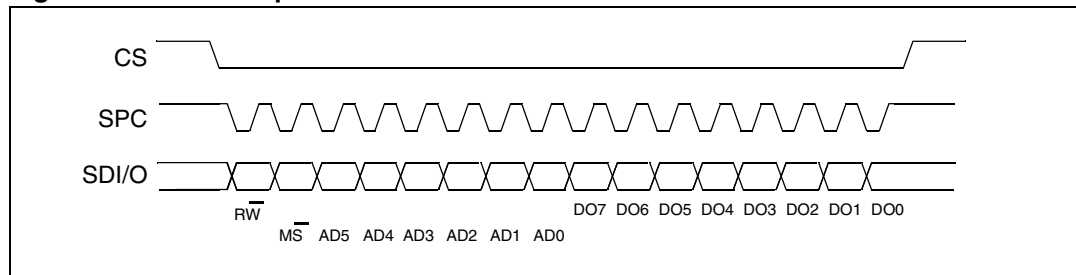 CS
SPC
SDI/O
RW
DO7 DO6 DO5 DO4 DO3 DO2 DO1 DO0
MS AD5 AD4 AD3 AD2 AD1 AD0